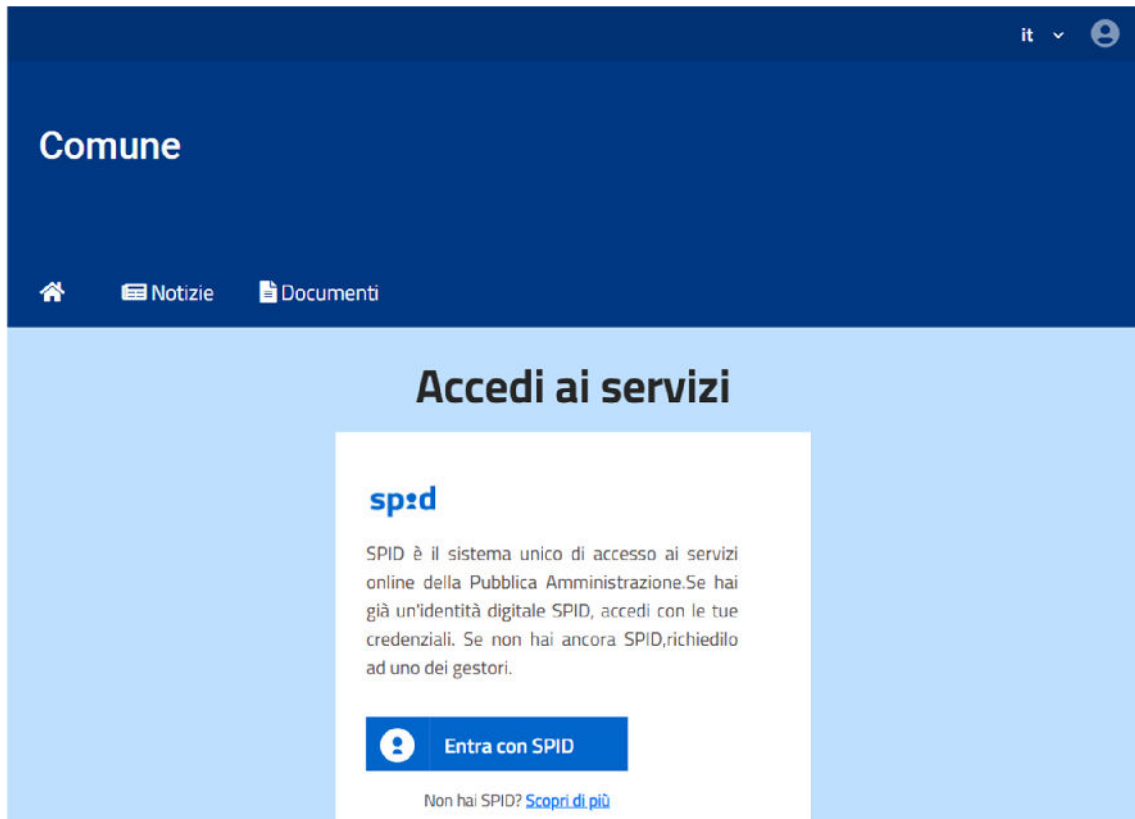 it
Comune
Notizie Documenti
Accedi ai servizi
spid
SPID è il sistema unico di accesso ai servizi
online della Pubblica Amministrazione.Se hai
già un'identità digitale SPID, accedi con le tue
credenziali. Se non hai ancora SPID,richiedilo
ad uno dei gestori.
Entra con SPID
Non hai SPID? Scopri di più